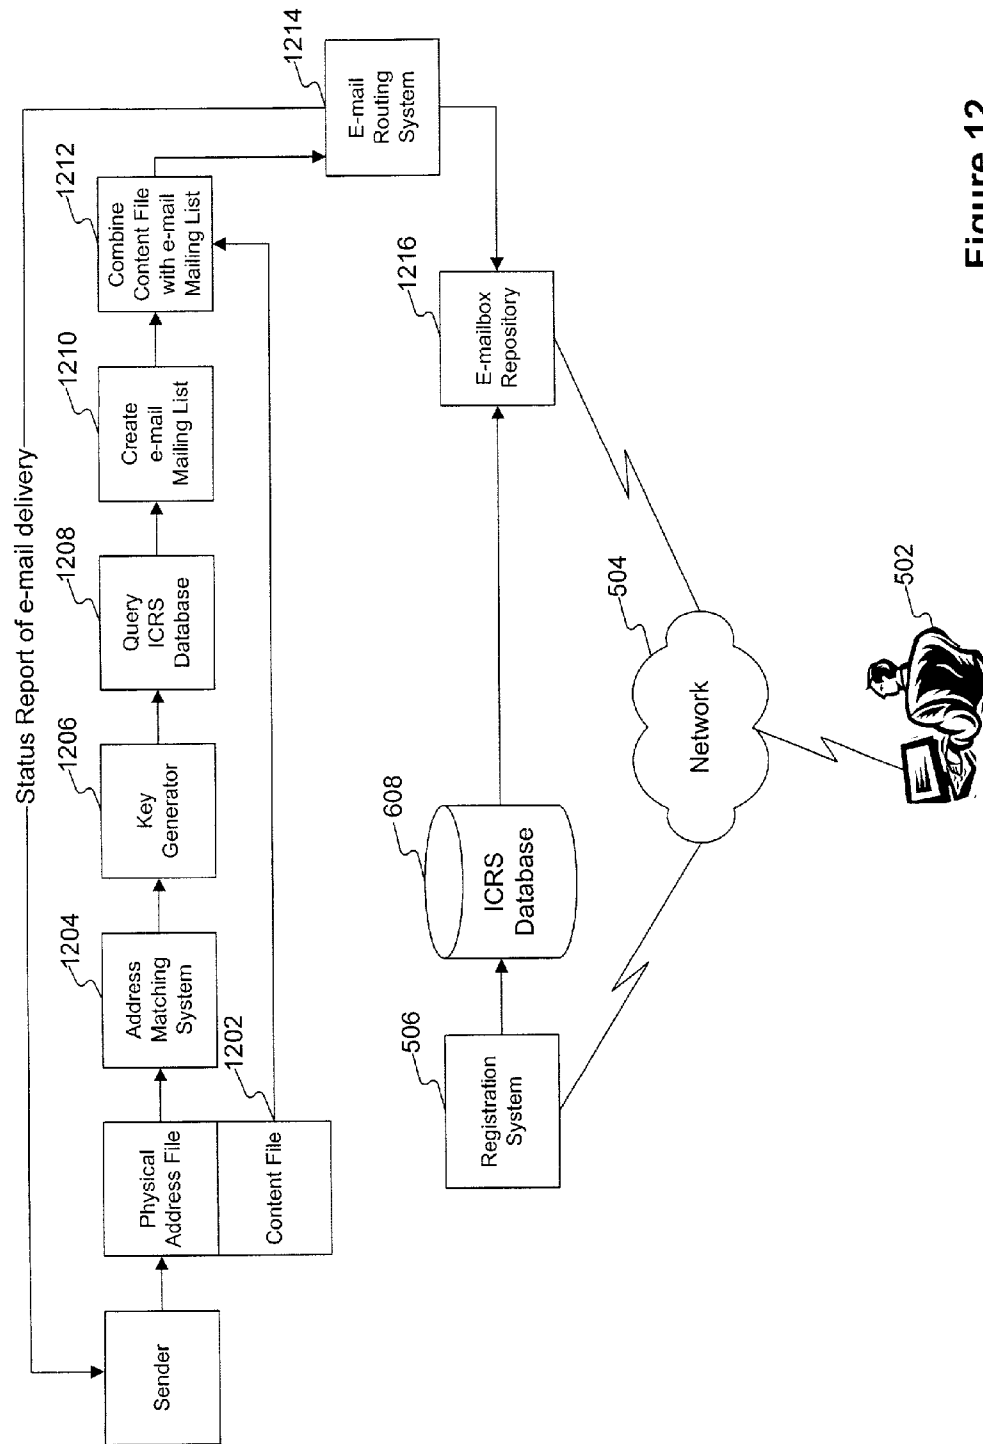 Status Report of e-mail delivery
Sender
Physical
Address File
Content File
1202
Address
Matching
System
1204
Key
Generator
1206
Query
ICRS
Database
1208
Create
e-mail
Mailing List
1210
Combine
Content File
with e-mail
Mailing List
1212
E-mail
Routing
System
1214
Registration
System
506
ICRS
Database
608
E-mailbox
Repository
1216
Network
504
502
Figure 12